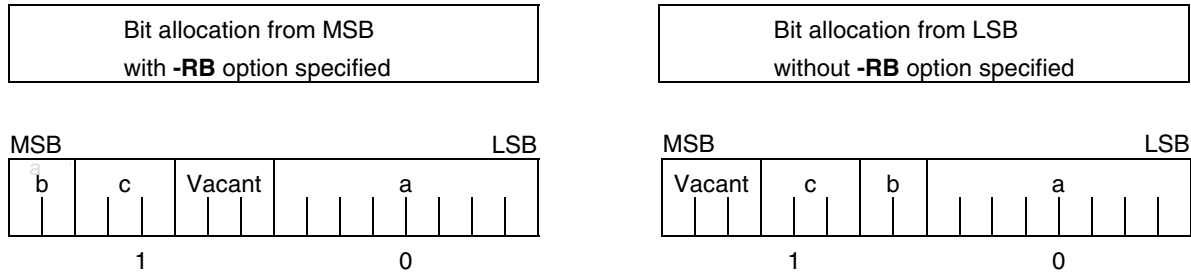 Bit allocation from MSB
with -RB option specified
Bit allocation from LSB
without -RB option specified
MSB LSB
a
b c Vacant a
1 0
MSB LSB
Vacant c b a
1 0